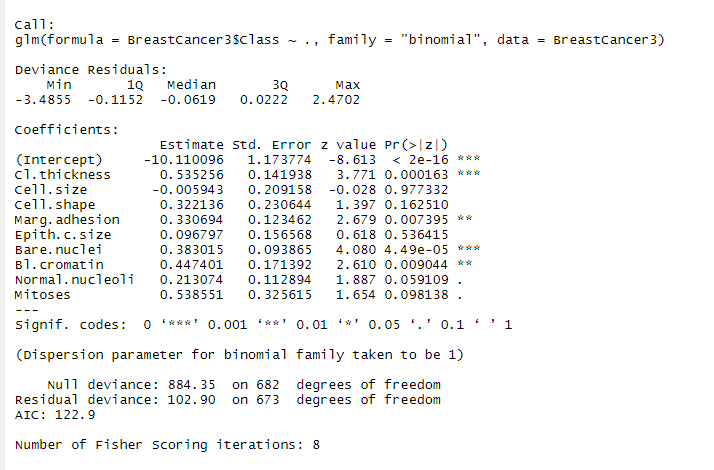 Call:
glm(formula = BreastCancer3$Class ~ ., family = "binomial", data = BreastCancer3)
Deviance Residuals:
    Min       1Q   Median       3Q      Max
-3.4855  -0.1152  -0.0619   0.0222   2.4702
Coefficients:
                  Estimate Std. Error z value Pr(>|z|)
(Intercept)     -10.110096   1.173774  -8.613  < 2e-16 ***
Cl.thickness      0.535256   0.141938   3.771 0.000163 ***
Cell.size        -0.005943   0.209158  -0.028 0.977332
Cell.shape        0.322136   0.230644   1.397 0.162510
Marg.adhesion     0.330694   0.123462   2.679 0.007395 **
Epith.c.size      0.096797   0.156568   0.618 0.536415
Bare.nuclei       0.383015   0.093865   4.080 4.49e-05 ***
Bl.cromatin       0.447401   0.171392   2.610 0.009044 **
Normal.nucleoli   0.213074   0.112894   1.887 0.059109 .
Mitoses           0.538551   0.325615   1.654 0.098138 .
---
Signif. codes:  0 ‘***’ 0.001 ‘**’ 0.01 ‘*’ 0.05 ‘.’ 0.1 ‘ ’ 1
(Dispersion parameter for binomial family taken to be 1)
    Null deviance: 884.35  on 682  degrees of freedom
Residual deviance: 102.90  on 673  degrees of freedom
AIC: 122.9
Number of Fisher Scoring iterations: 8